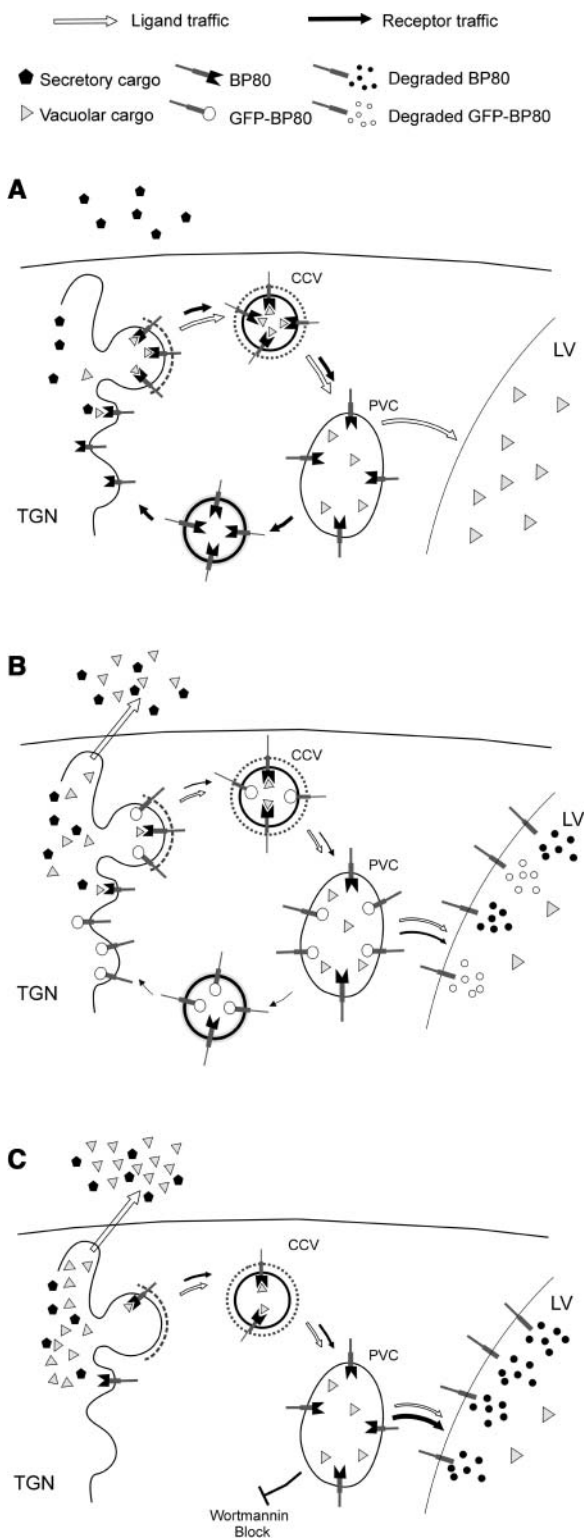 Ligand traffic Receptor traffic
Secretory cargo BP80 Degraded BP80
Vacuolar cargo GFP-BP80 Degraded GFP-BP80
A
CCV
LV
PVC
TGN
B
CCV
LV
PVC
TGN
C
CCV
LV
PVC
TGN
Wortmannin
Block